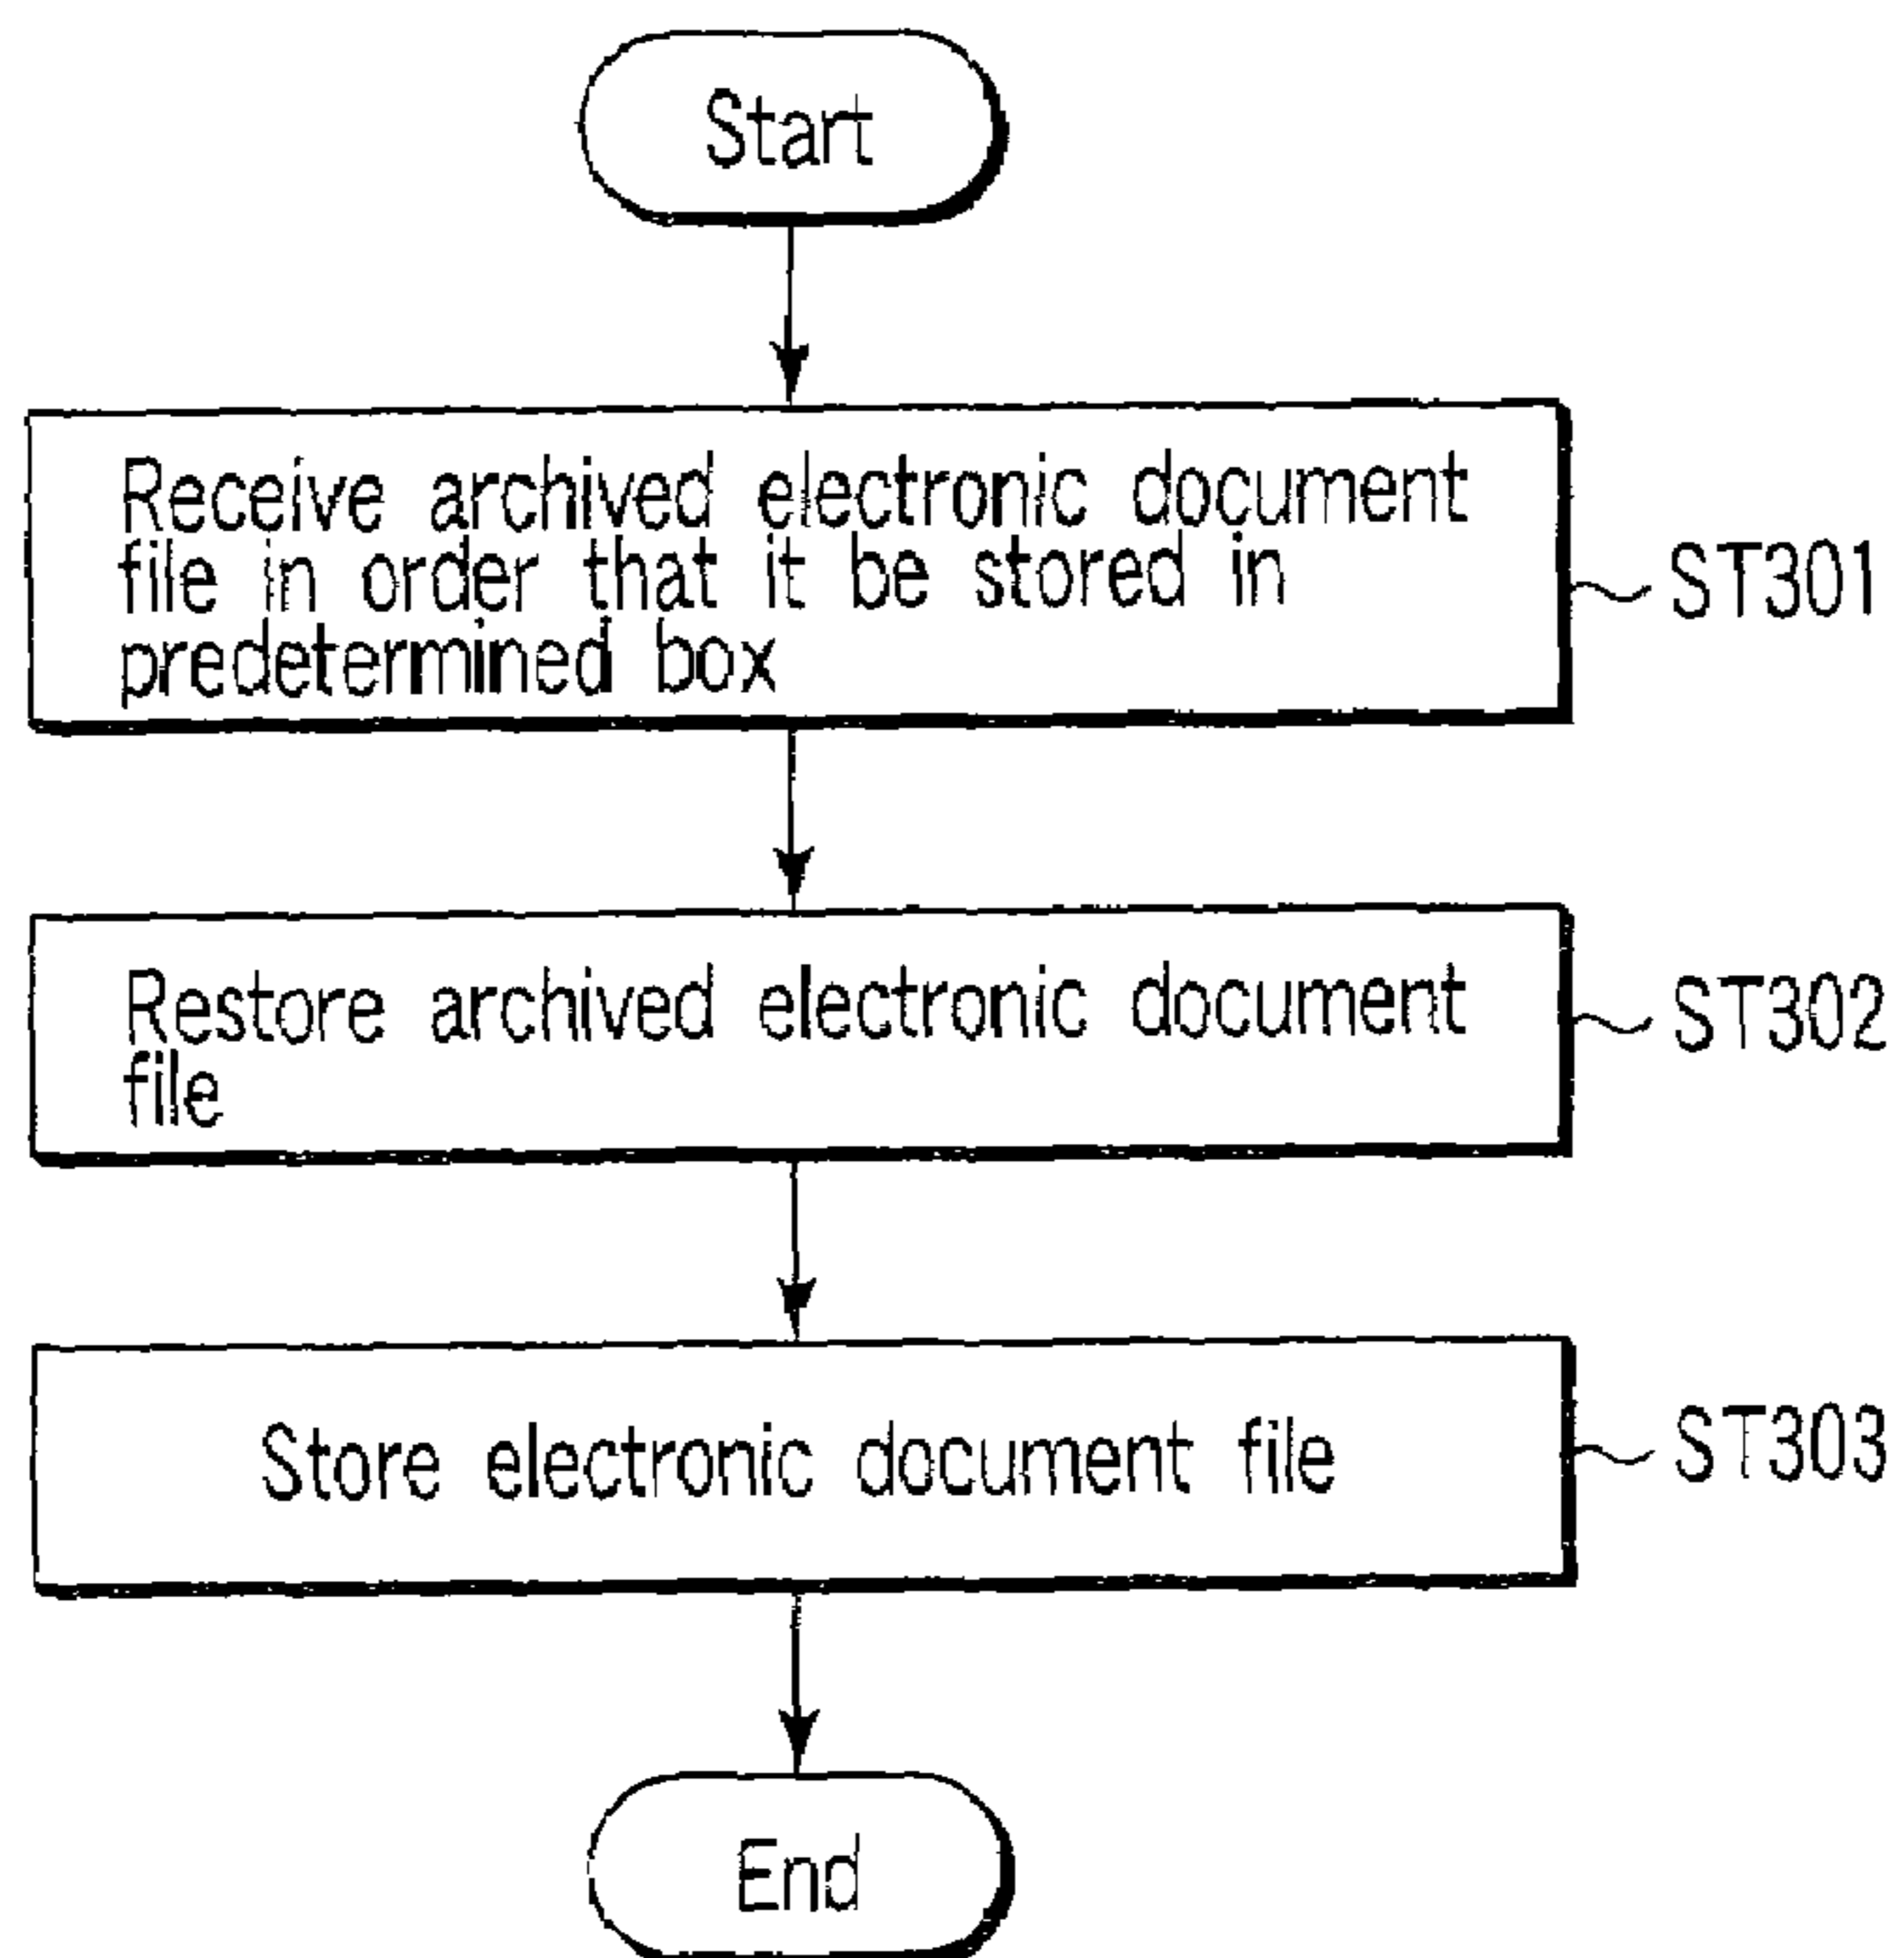 Start
Receive archived electronic document
file in order that it be stored in
predetermined box
ST301
Restore archived electronic document
file
ST302
Store electronic document file
ST303
End